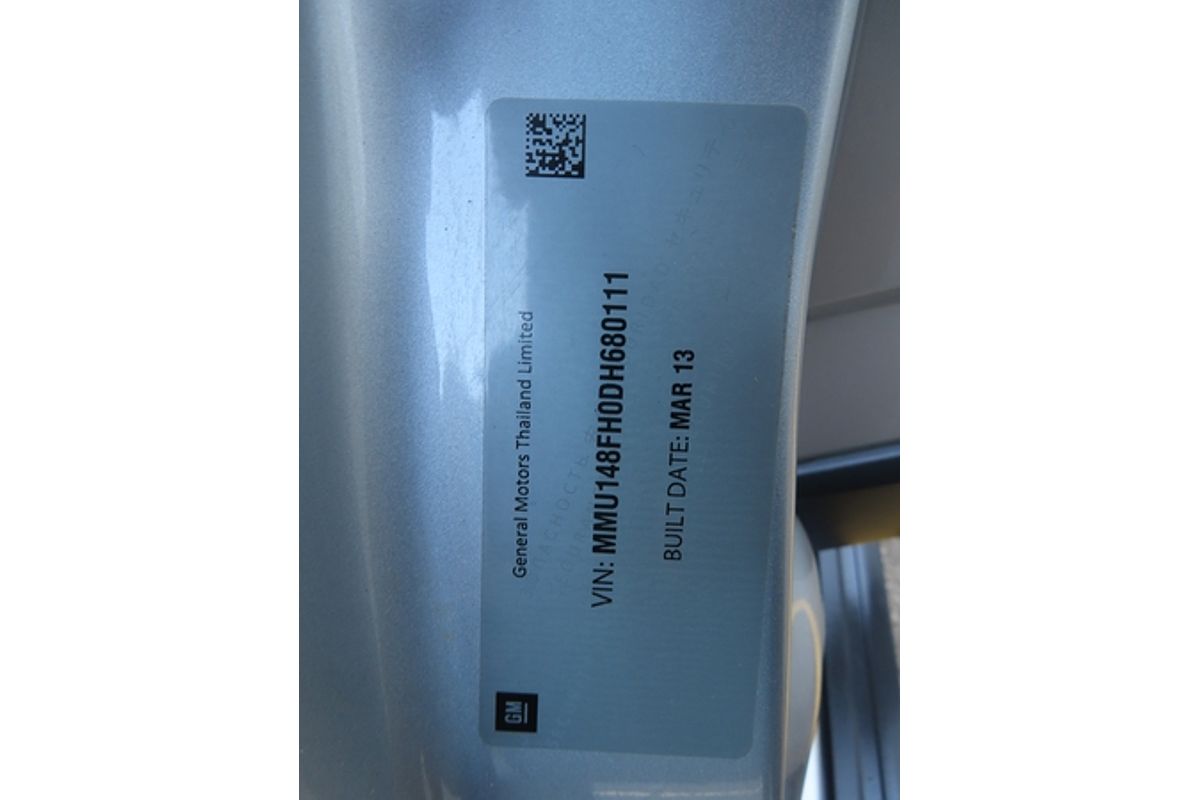 GM
General Motors Thailand Limited
VIN: MMU148FH0DH680111
BUILT DATE: MAR 13